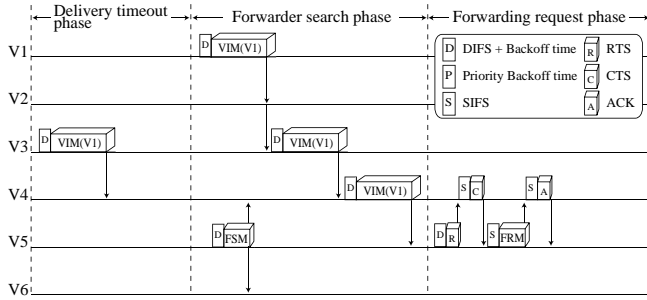 Delivery timeout phase
Forwarder search phase
Forwarding request phase
V1
D VIM(V1)
D DIFS + Backoff time
R RTS
P Priority Backoff time
C CTS
S SIFS
A ACK
V2
V3
D VIM(V1)
D VIM(V1)
V4
D VIM(V1)
S C
S A
V5
D FSM
D R
S FRM
V6